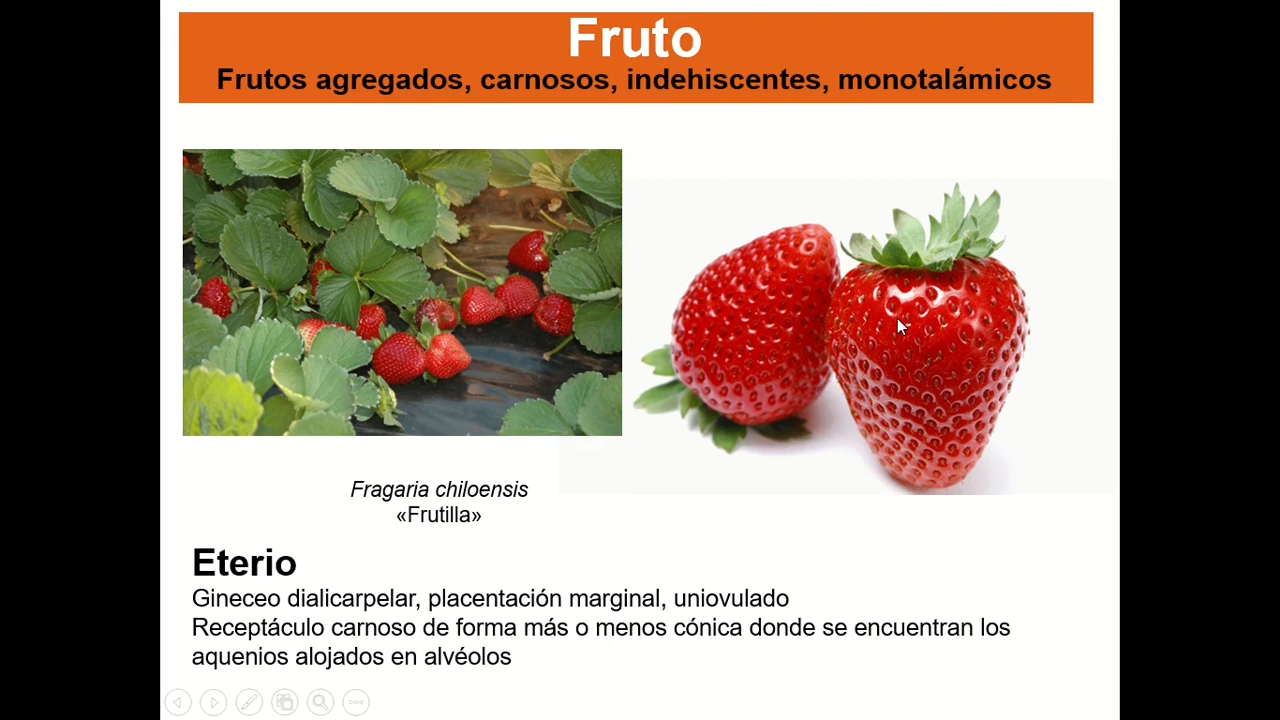 Fruto
Frutos agregados, carnosos, indehiscentes, monotalámicos
Fragaria chiloensis
«Frutilla»
Eterio
Gineceo dialicarpelar, placentación marginal, uniovulado
Receptáculo carnoso de forma más o menos cónica donde se encuentran los
aquenios alojados en alvéolos